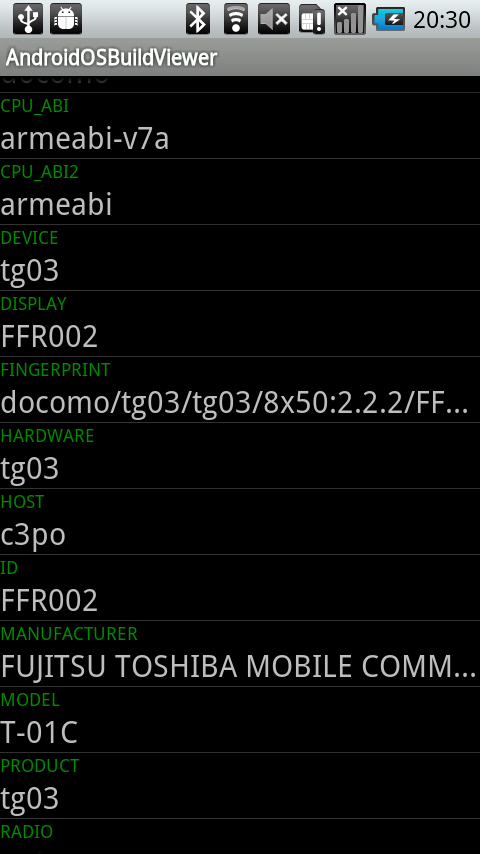 20:30
AndroidOSBuildViewer
docomo
CPU_ABI
armeabi-v7a
CPU_ABI2
armeabi
DEVICE
tg03
DISPLAY
FFR002
FINGERPRINT
docomo/tg03/tg03/8x50:2.2.2/FF...
HARDWARE
tg03
HOST
c3po
ID
FFR002
MANUFACTURER
FUJITSU TOSHIBA MOBILE COMM...
MODEL
T-01C
PRODUCT
tg03
RADIO